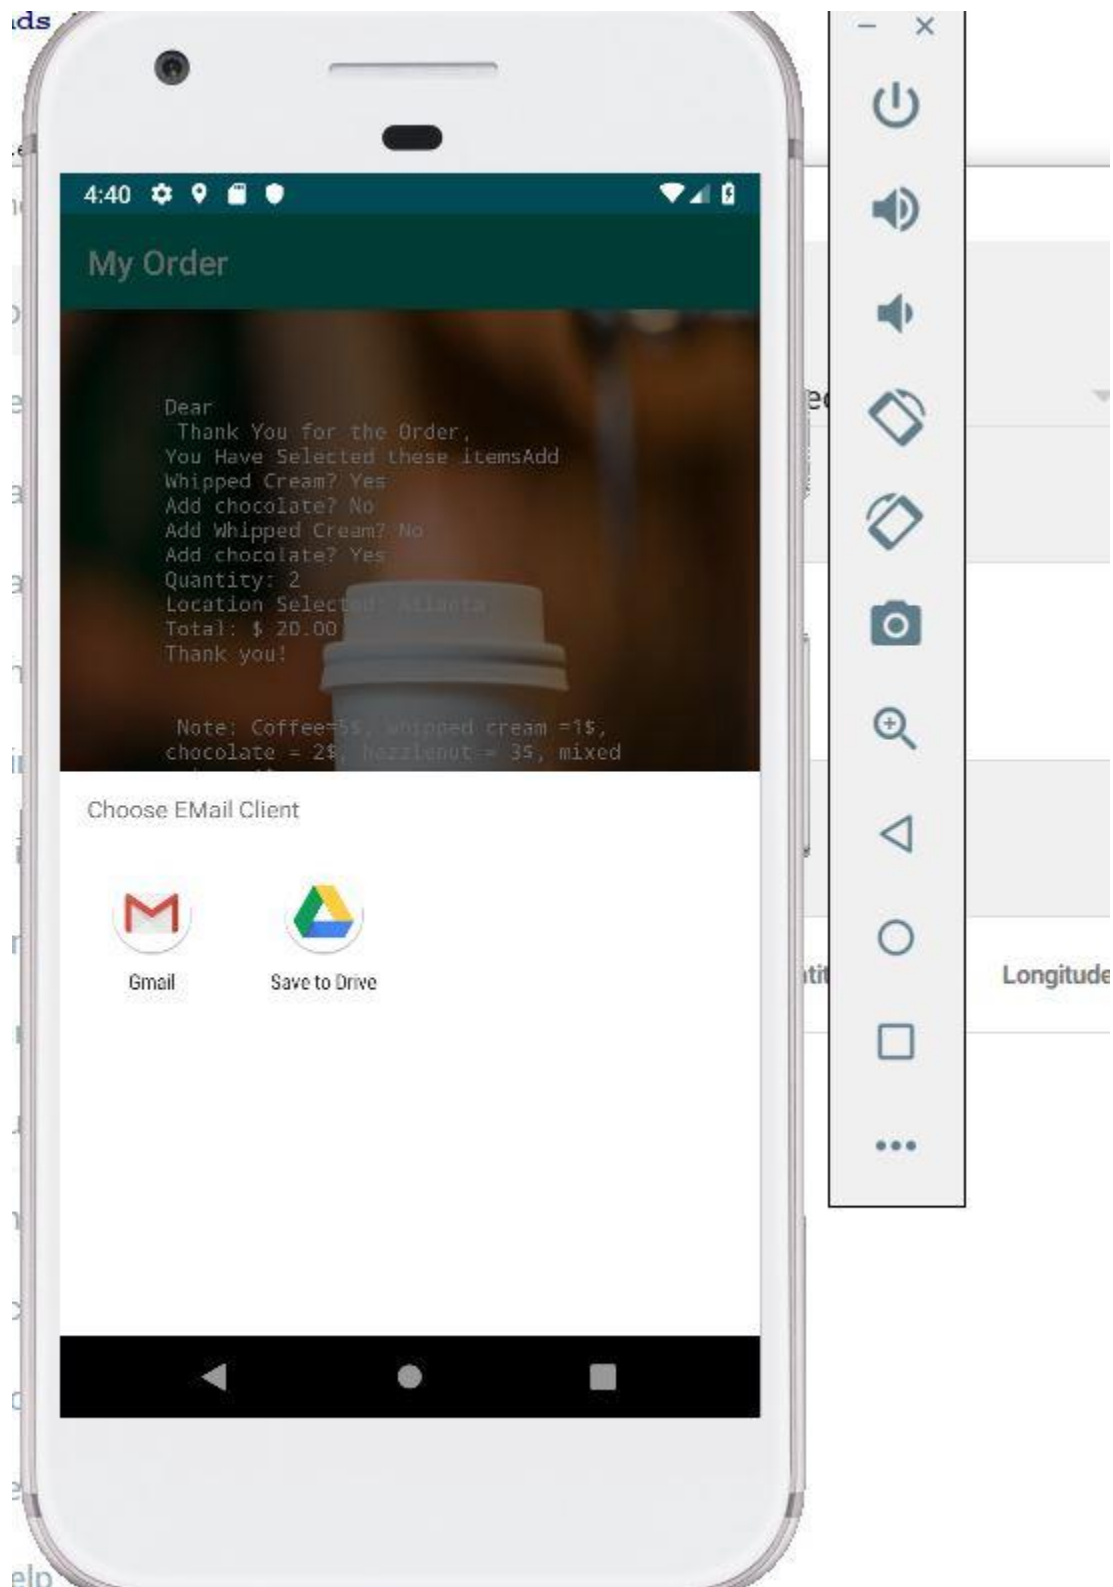 ds
4:40
My Order
Dear
Thank You for the Order,
You Have Selected these itemsAdd
Whipped Cream? Yes
Add chocolate? No
Add Whipped Cream? No
Add chocolate? Yes
Quantity: 2
Location Selected: Atlanta
Total: $ 20.00
Thank you!
Note: Coffee=5$, whipped cream =1$,
chocolate = 2$, hazzlenut = 3$, mixed
Choose EMail Client
Gmail
Save to Drive
Longitude
elp